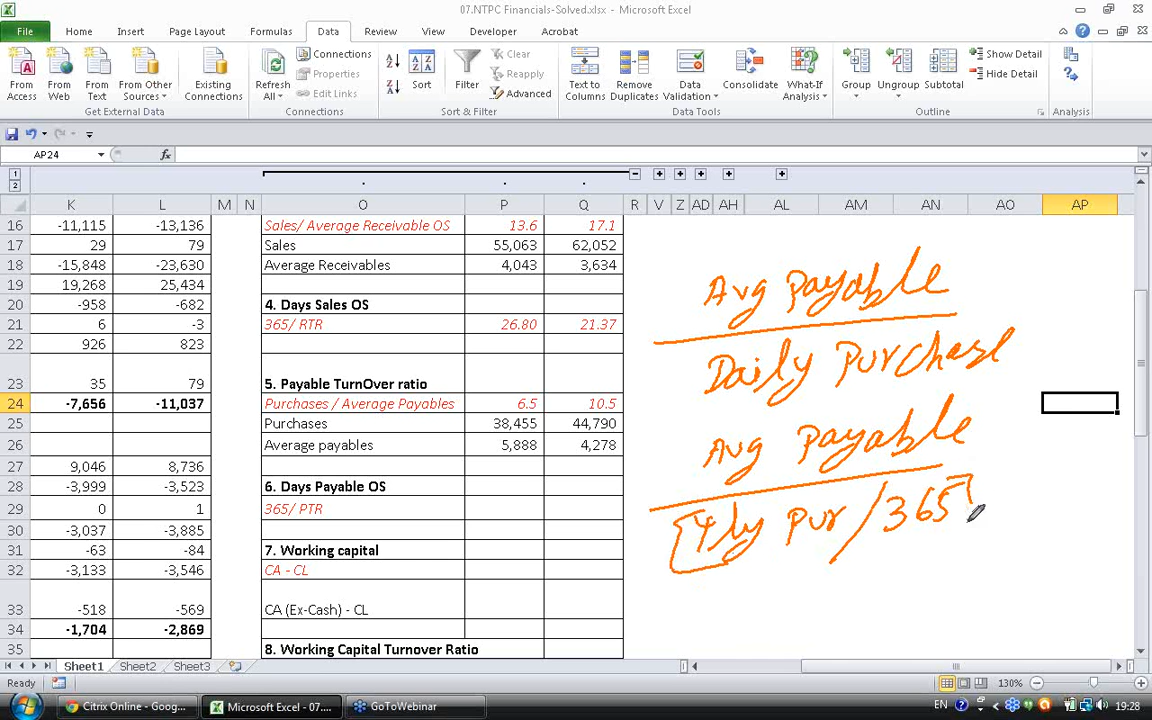 07.NTPC Financials-Solved.xlsx - Microsoft Excel
File Home Insert Page Layout Formulas Data Review View Developer Acrobat
From Access From Web From Text From Other Sources Existing Connections Refresh All Connections Properties Edit Links Sort Filter Clear Reapply Advanced Text to Columns Remove Duplicates Data Validation Consolidate What-If Analysis Group Ungroup Subtotal Show Detail Hide Detail
Get External Data Connections Sort & Filter Data Tools Outline Analysis
AP24 fx
1
2
K L M N O P Q R V Z AD AH AL AM AN AO AP
16 -11,115 -13,136 Sales/ Average Receivable OS 13.6 17.1
17 29 79 Sales 55,063 62,052
18 -15,848 -23,630 Average Receivables 4,043 3,634
19 19,268 25,434
20 -958 -682 4. Days Sales OS
21 6 -3 365/ RTR 26.80 21.37
22 926 823
23 35 79 5. Payable TurnOver ratio
24 -7,656 -11,037 Purchases / Average Payables 6.5 10.5
25 Purchases 38,455 44,790
26 Average payables 5,888 4,278
27 9,046 8,736
28 -3,999 -3,523 6. Days Payable OS
29 0 1 365/ PTR
30 -3,037 -3,885
31 -63 -84 7. Working capital
32 -3,133 -3,546 CA - CL
33 -518 -569 CA (Ex-Cash) - CL
34 -1,704 -2,869
35 8. Working Capital Turnover Ratio
Avg Payable
Daily Purchase
Avg Payable
Yly Pur / 365
Sheet1 Sheet2 Sheet3
Ready 130%
Citrix Online - Goog... Microsoft Excel - 07.... GoToWebinar EN 19:28